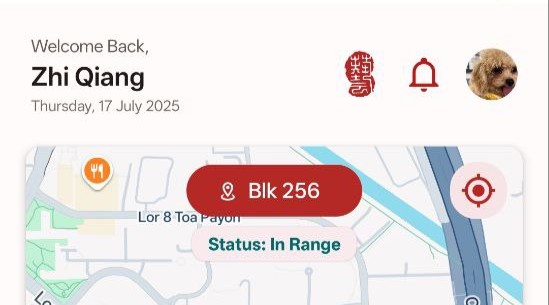 Welcome Back,
Zhi Qiang
Thursday, 17 July 2025
Blk 256
Lor 8 Toa Payoh
Status: In Range